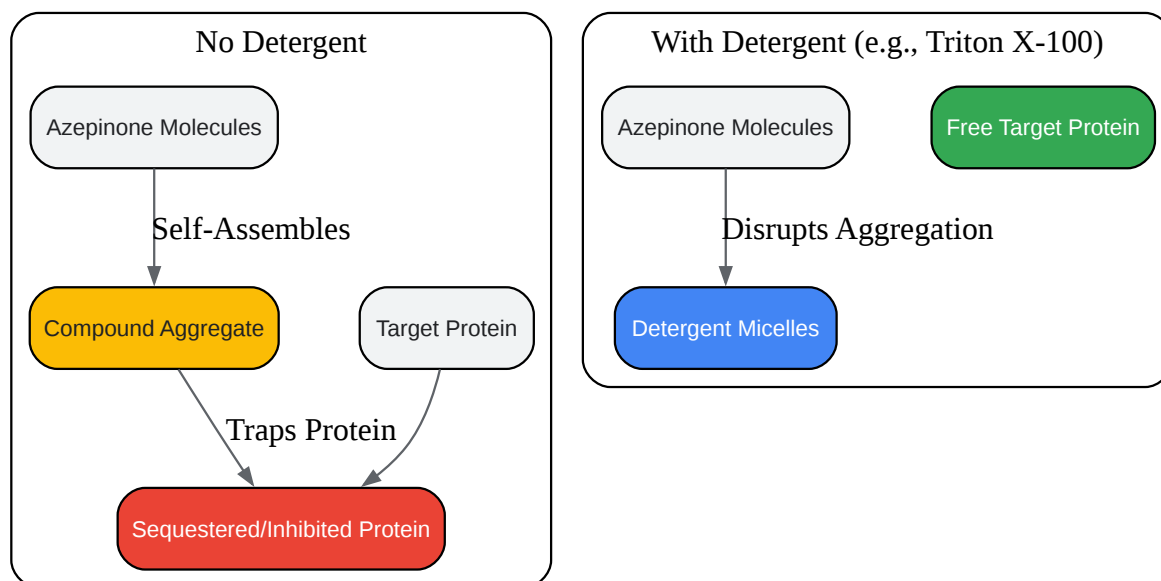 No Detergent
Azepinone Molecules
Self-Assembles
Compound Aggregate
Target Protein
Traps Protein
Sequestered/Inhibited Protein
With Detergent (e.g., Triton X-100)
Azepinone Molecules
Free Target Protein
Disrupts Aggregation
Detergent Micelles